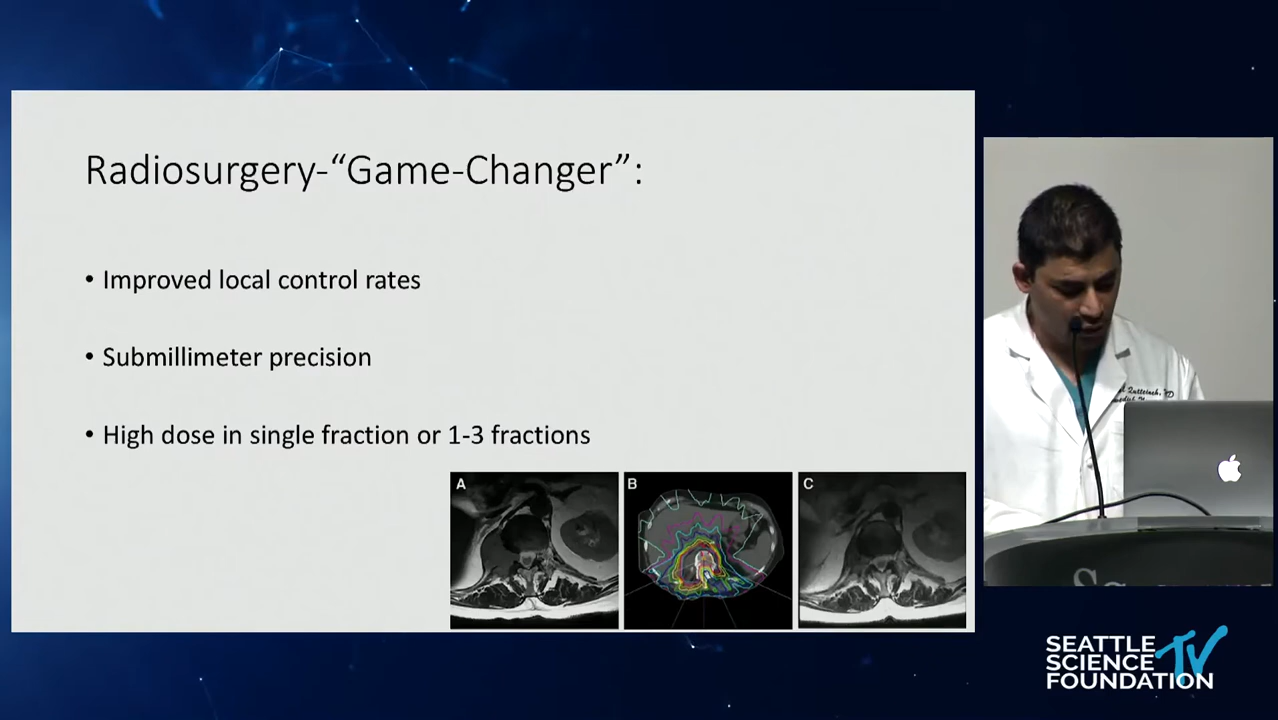 Radiosurgery-“Game-Changer”:
• Improved local control rates
• Submillimeter precision
• High dose in single fraction or 1-3 fractions
A
B
C
SEATTLE
SCIENCE
FOUNDATION
TV